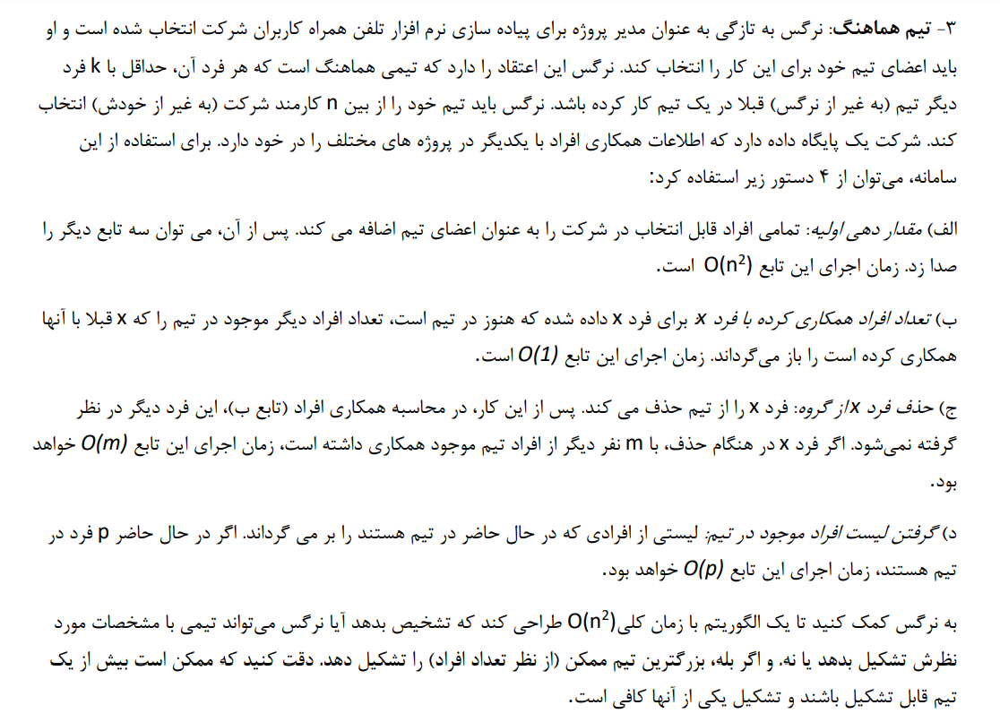 ۳- تیم هماهنگ: نرگس به تازگی به عنوان مدیر پروژه برای پیاده سازی نرم افزار تلفن همراه کاربران شرکت انتخاب شده است و او
باید اعضای تیم خود برای این کار را انتخاب کند. نرگس این اعتقاد را دارد که تیمی هماهنگ است که هر فرد آن، حداقل با k فرد
دیگر تیم (به غیر از نرگس) قبلا در یک تیم کار کرده باشد. نرگس باید تیم خود را از بین n کارمند شرکت (به غیر از خودش) انتخاب
کند. شرکت یک پایگاه داده دارد که اطلاعات همکاری افراد با یکدیگر در پروژه های مختلف را در خود دارد. برای استفاده از این
سامانه، می‌توان از ۴ دستور زیر استفاده کرد:
الف) مقدار دهی اولیه: تمامی افراد قابل انتخاب در شرکت را به عنوان اعضای تیم اضافه می کند. پس از آن، می توان سه تابع دیگر را
صدا زد. زمان اجرای این تابع O(n²) است.
ب) تعداد افراد همکاری کرده با فرد x: برای فرد x داده شده که هنوز در تیم است، تعداد افراد دیگر موجود در تیم را که x قبلا با آنها
همکاری کرده است را باز می‌گرداند. زمان اجرای این تابع O(1) است.
ج) حذف فرد x از گروه: فرد x را از تیم حذف می کند. پس از این کار، در محاسبه همکاری افراد (تابع ب)، این فرد دیگر در نظر
گرفته نمی‌شود. اگر فرد x در هنگام حذف، با m نفر دیگر از افراد تیم موجود همکاری داشته است، زمان اجرای این تابع O(m) خواهد
بود.
د) گرفتن لیست افراد موجود در تیم: لیستی از افرادی که در حال حاضر در تیم هستند را بر می گرداند. اگر در حال حاضر p فرد در
تیم هستند، زمان اجرای این تابع O(p) خواهد بود.
به نرگس کمک کنید تا یک الگوریتم با زمان کلی O(n²) طراحی کند که تشخیص بدهد آیا نرگس می‌تواند تیمی با مشخصات مورد
نظرش تشکیل بدهد یا نه. و اگر بله، بزرگترین تیم ممکن (از نظر تعداد افراد) را تشکیل دهد. دقت کنید که ممکن است بیش از یک
تیم قابل تشکیل باشند و تشکیل یکی از آنها کافی است.